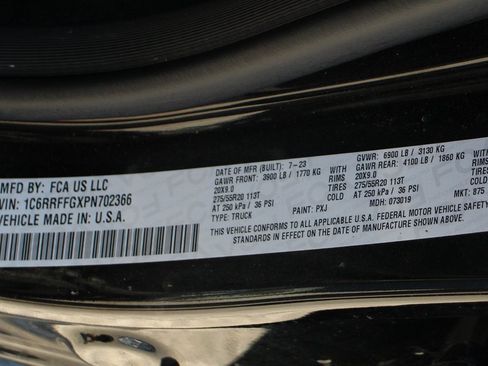 MFD BY: FCA US LLC
VIN: 1C6RRFFGXPN702366
VEHICLE MADE IN U.S.A.
DATE OF MFR (BUILT): 7-23
GAWR FRONT: 3900 LB / 1770 KG WITH
20X9.0 RIMS
275/55R20 113T TIRES
AT 250 kPa / 36 PSI
TYPE: TRUCK PAINT: PXJ
GVWR: 6900 LB / 3130 KG
GAWR REAR: 4100 LB / 1860 KG
20X9.0 RIMS
275/55R20 113T TIRES
AT 250 kPa / 36 PSI
MDH: 073019 MKT: 875
THIS VEHICLE CONFORMS TO ALL APPLICABLE U.S.A. FEDERAL MOTOR VEHICLE SAFETY
STANDARDS IN EFFECT ON THE DATE OF MANUFACTURE SHOWN ABOVE.